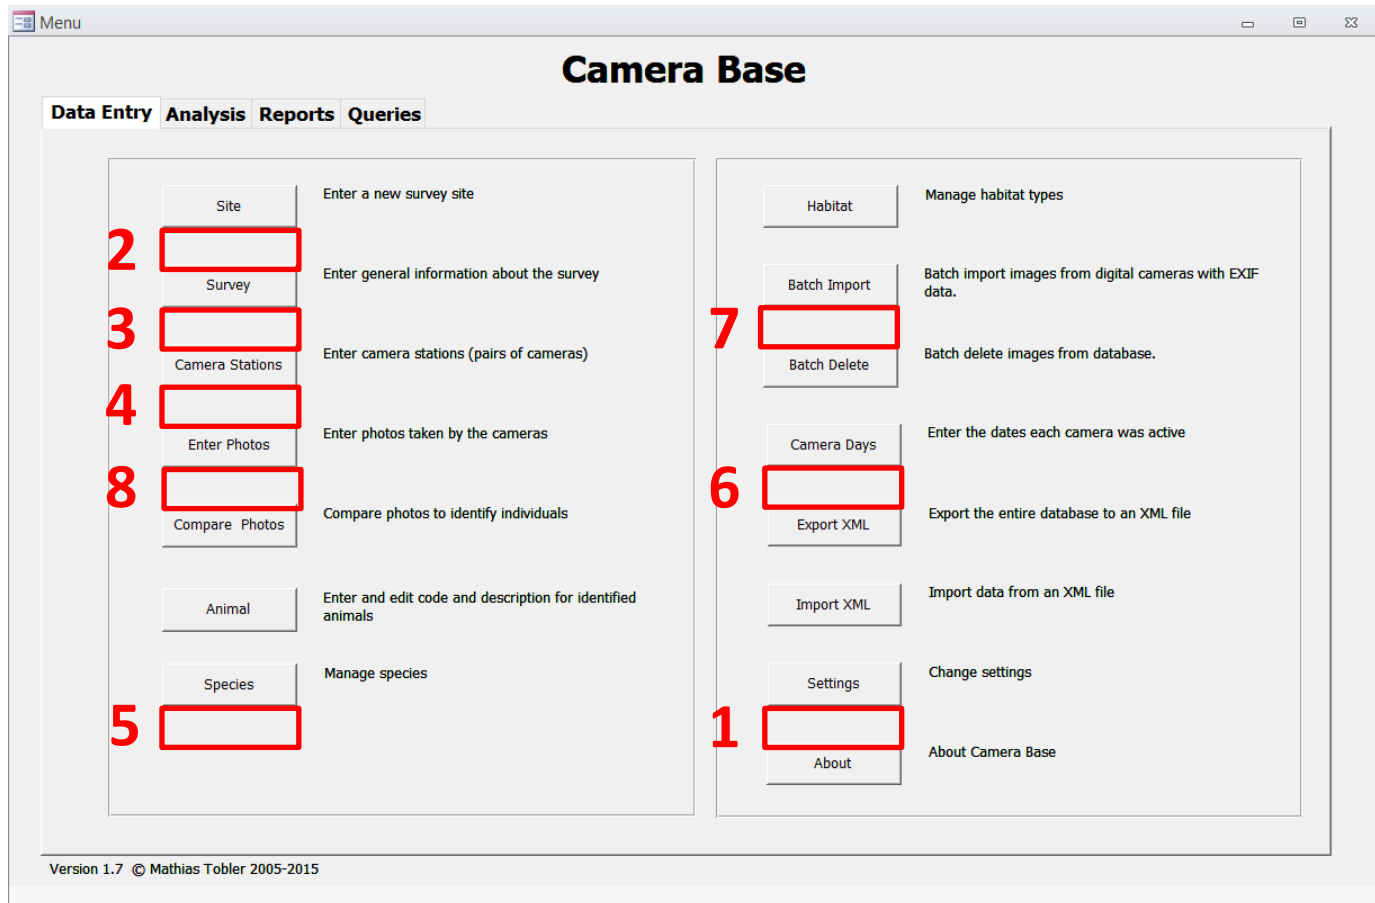 Menu
Camera Base
Data Entry Analysis Reports Queries
Site
Enter a new survey site
2
Survey
Enter general information about the survey
3
Camera Stations
Enter camera stations (pairs of cameras)
4
Enter Photos
Enter photos taken by the cameras
8
Compare Photos
Compare photos to identify individuals
Animal
Enter and edit code and description for identified
animals
Species
Manage species
5
Habitat
Manage habitat types
Batch Import
Batch import images from digital cameras with EXIF
data.
7
Batch Delete
Batch delete images from database.
Camera Days
Enter the dates each camera was active
6
Export XML
Export the entire database to an XML file
Import XML
Import data from an XML file
Settings
Change settings
1
About
About Camera Base
Version 1.7 © Mathias Tobler 2005-2015